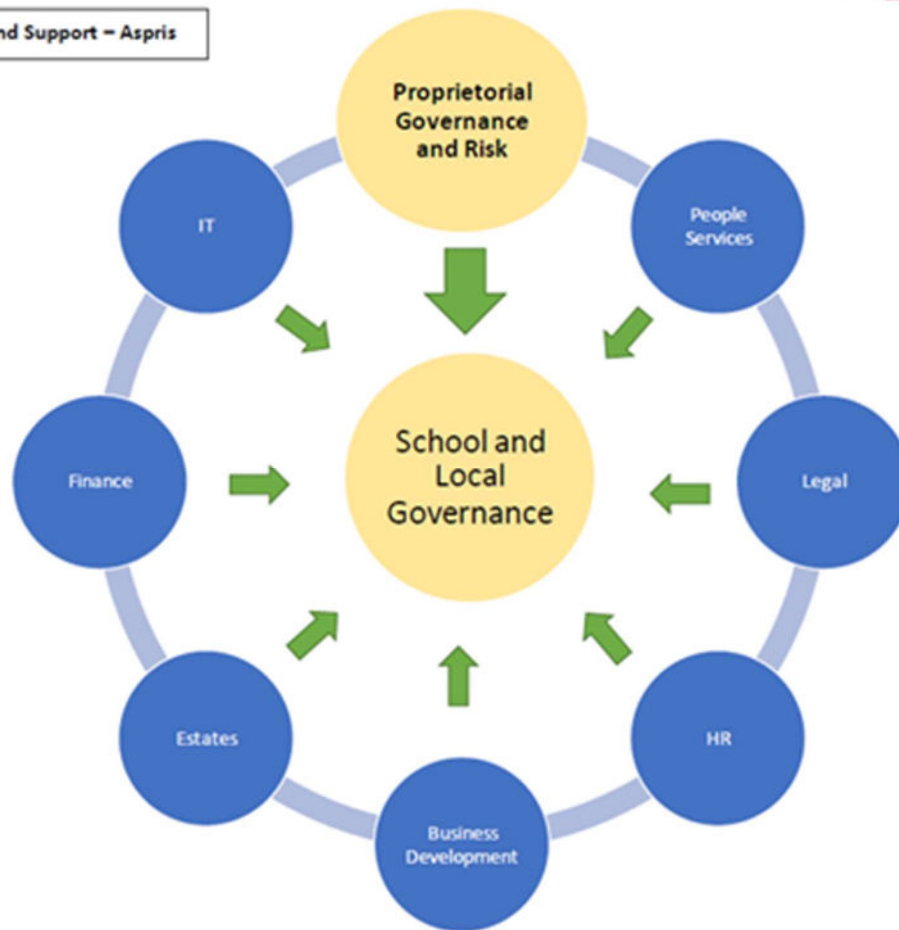 nd Support – Aspris
Proprietorial
Governance
and Risk
IT
People
Services
School and
Local
Governance
Finance
Legal
Estates
HR
Business
Development